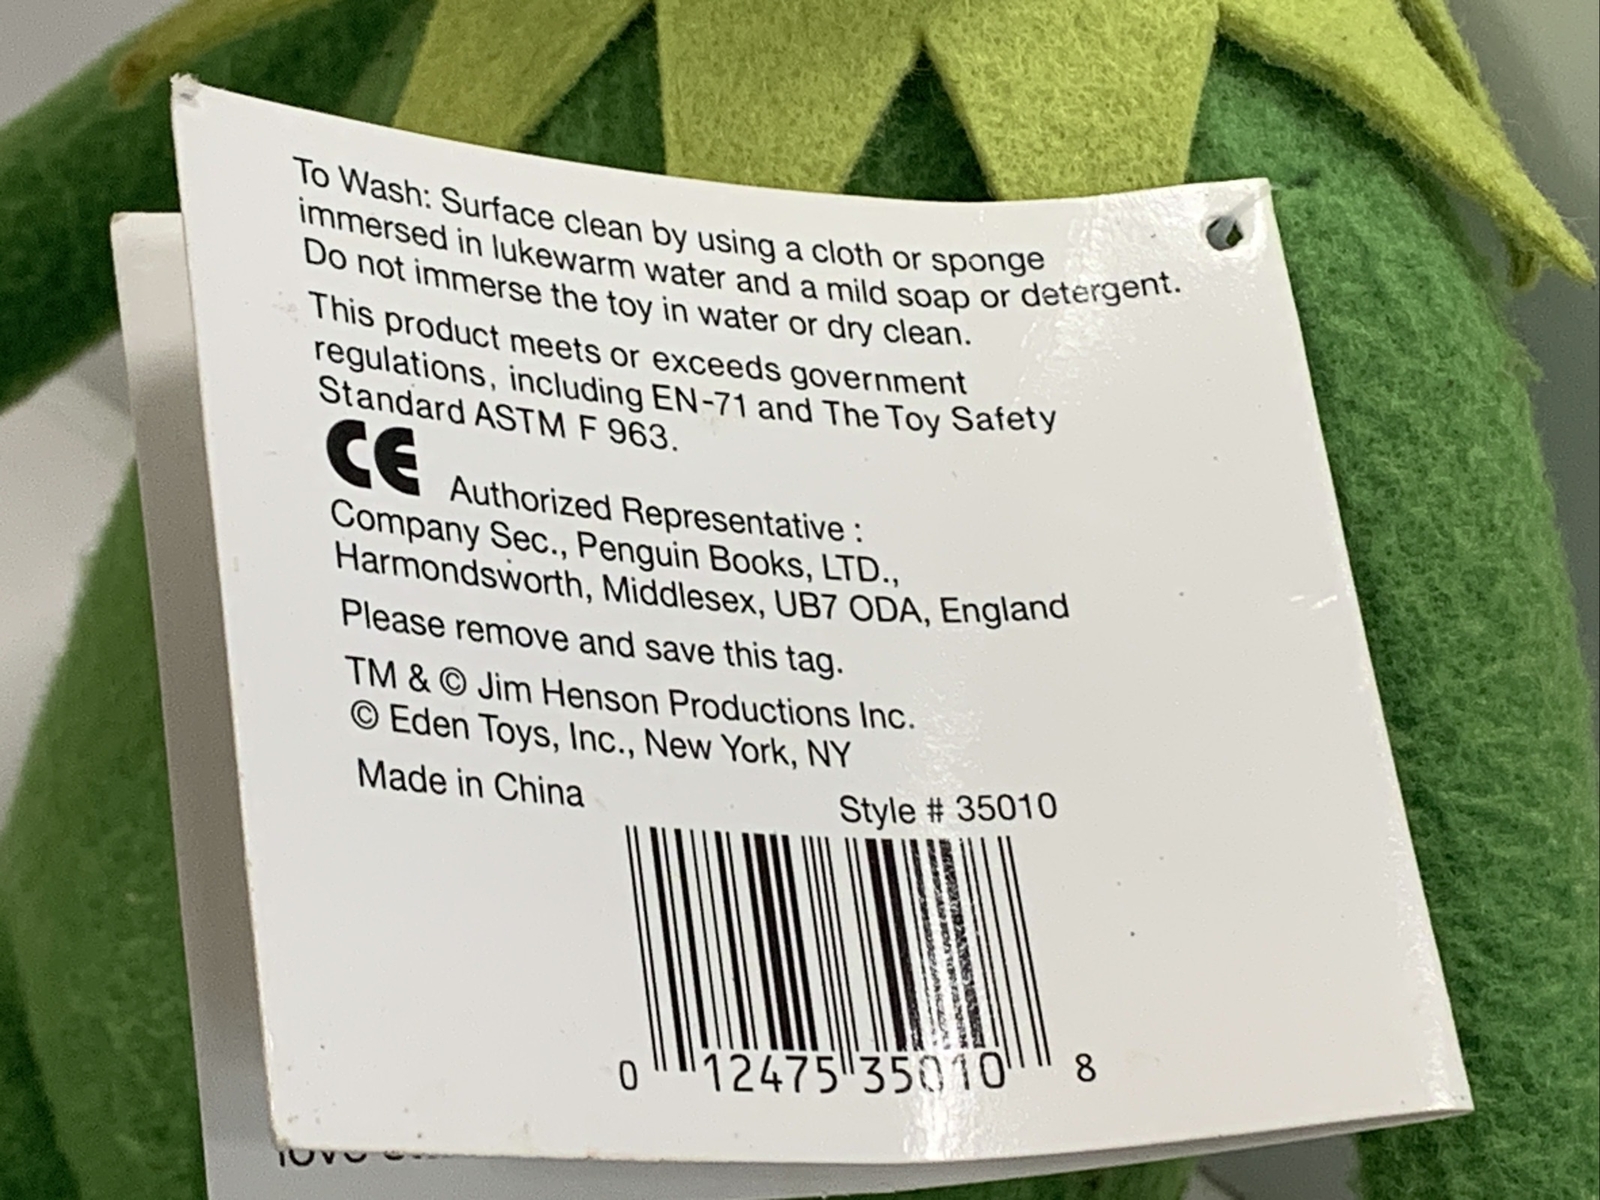 To Wash: Surface clean by using a cloth or sponge
immersed in lukewarm water and a mild soap or detergent.
Do not immerse the toy in water or dry clean.
This product meets or exceeds government
regulations, including EN-71 and The Toy Safety
Standard ASTM F 963.
CE Authorized Representative :
Company Sec., Penguin Books, LTD.,
Harmondsworth, Middlesex, UB7 ODA, England
Please remove and save this tag.
TM & © Jim Henson Productions Inc.
© Eden Toys, Inc., New York, NY
Made in China
Style # 35010
0 12475 35010 8